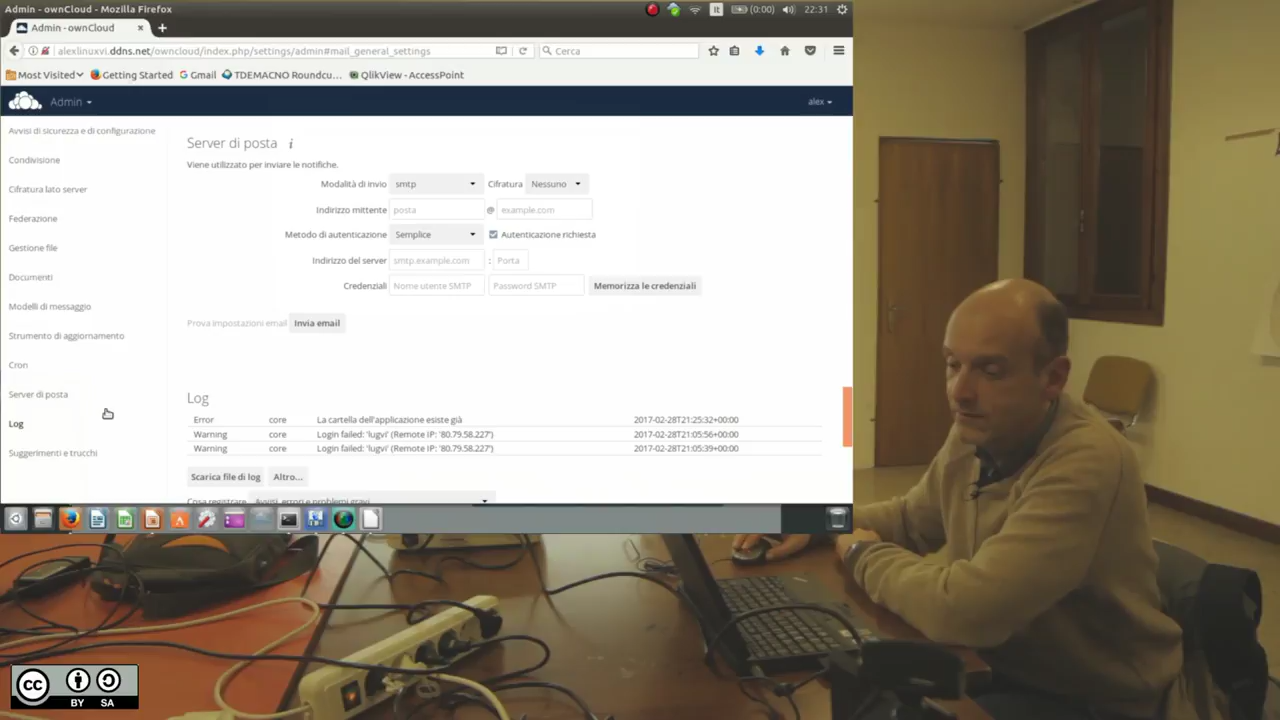 Admin - ownCloud - Mozilla Firefox
It
(0:00)
22:31
Admin - ownCloud
alexlinuxvi.ddns.net/owncloud/index.php/settings/admin#mail_general_settings
Cerca
Most Visited
Getting Started
Gmail
TDEMACNO Roundcu...
QlikView - AccessPoint
Admin
alex
Avvisi di sicurezza e di configurazione
Condivisione
Cifratura lato server
Federazione
Gestione file
Documenti
Modelli di messaggio
Strumento di aggiornamento
Cron
Server di posta
Log
Suggerimenti e trucchi
Server di posta
Viene utilizzato per inviare le notifiche.
Modalità di invio smtp Cifratura Nessuno
Indirizzo mittente posta @ example.com
Metodo di autenticazione Semplice Autenticazione richiesta
Indirizzo del server smtp.example.com : Porta
Credenziali Nome utente SMTP Password SMTP Memorizza le credenziali
Prova impostazioni email Invia email
Log
Error core La cartella dell'applicazione esiste già 2017-02-28T21:25:32+00:00
Warning core Login failed: 'lugvi' (Remote IP: '80.79.58.227') 2017-02-28T21:05:56+00:00
Warning core Login failed: 'lugvi' (Remote IP: '80.79.58.227') 2017-02-28T21:05:39+00:00
Scarica file di log Altro...
Cosa registrare Avvisi, errori e problemi gravi
CC BY SA